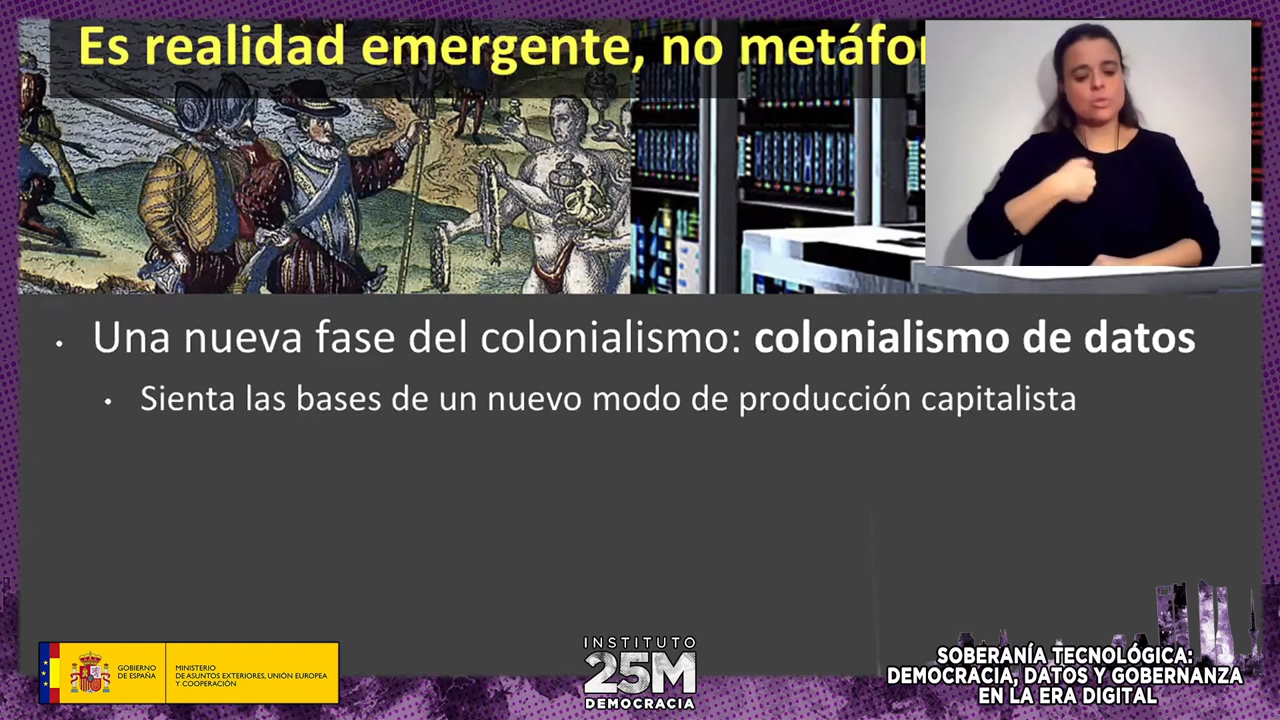 Es realidad emergente, no
• Una nueva fase del colonialismo: colonialismo de datos
• Sienta las bases de un nuevo modo de producción capitalista
GOBIERNO
DE ESPAÑA
MINISTERIO
DE ASUNTOS EXTERIORES, UNIÓN EUROPEA
Y COOPERACIÓN
INSTITUTO
25M
DEMOCRACIA
SOBERANÍA TECNOLÓGICA:
DEMOCRACIA, DATOS Y GOBERNANZA
EN LA ERA DIGITAL